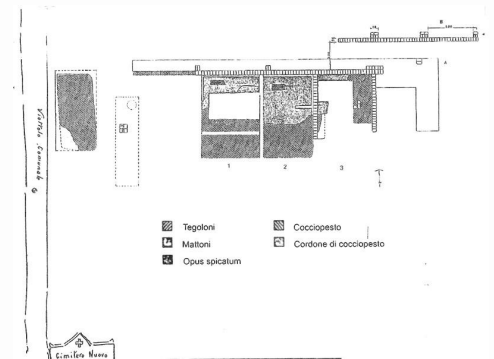 B
A
1
2
3
Tegoloni
Mattoni
Opus spicatum
Cocciopesto
Cordone di cocciopesto
Cimitero Nuovo